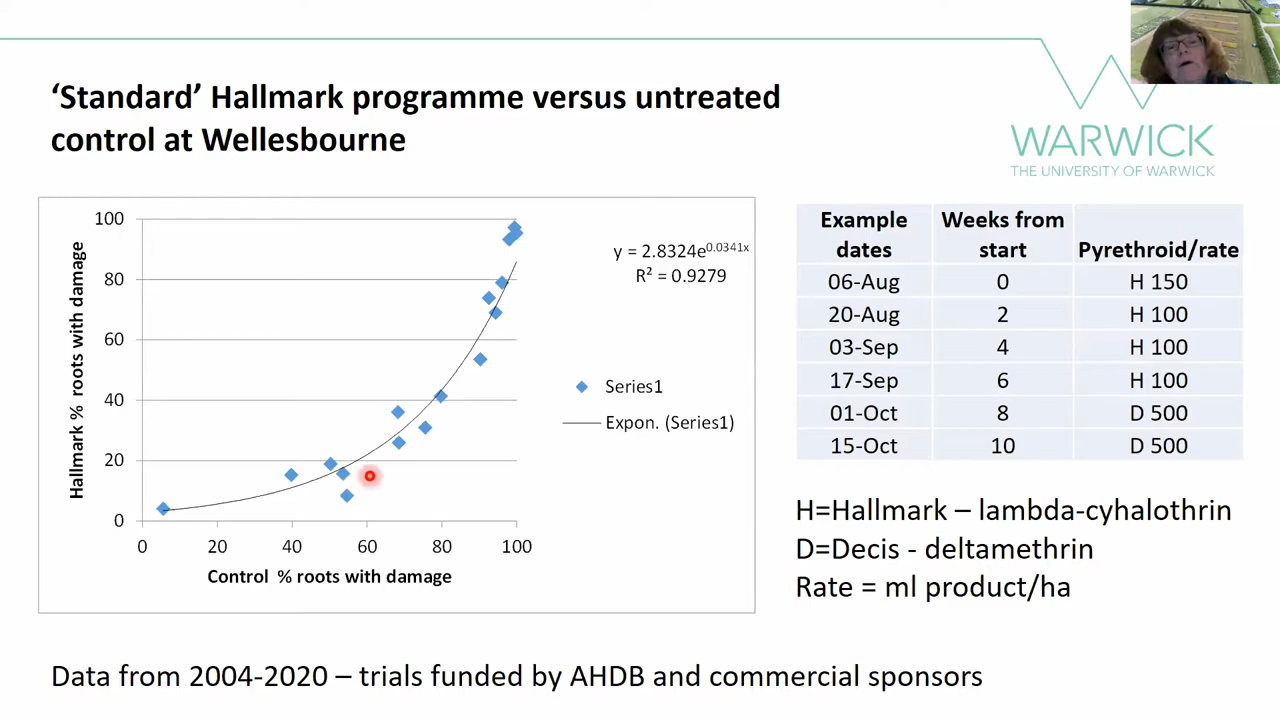 ‘Standard’ Hallmark programme versus untreated
control at Wellesbourne
WARWICK
THE UNIVERSITY OF WARWICK
Hallmark % roots with damage
100
80
60
40
20
0
0 20 40 60 80 100
Control % roots with damage
y = 2.8324e^0.0341x
R² = 0.9279
Series1
Expon. (Series1)
Example dates Weeks from start Pyrethroid/rate
06-Aug 0 H 150
20-Aug 2 H 100
03-Sep 4 H 100
17-Sep 6 H 100
01-Oct 8 D 500
15-Oct 10 D 500
H=Hallmark – lambda-cyhalothrin
D=Decis - deltamethrin
Rate = ml product/ha
Data from 2004-2020 – trials funded by AHDB and commercial sponsors